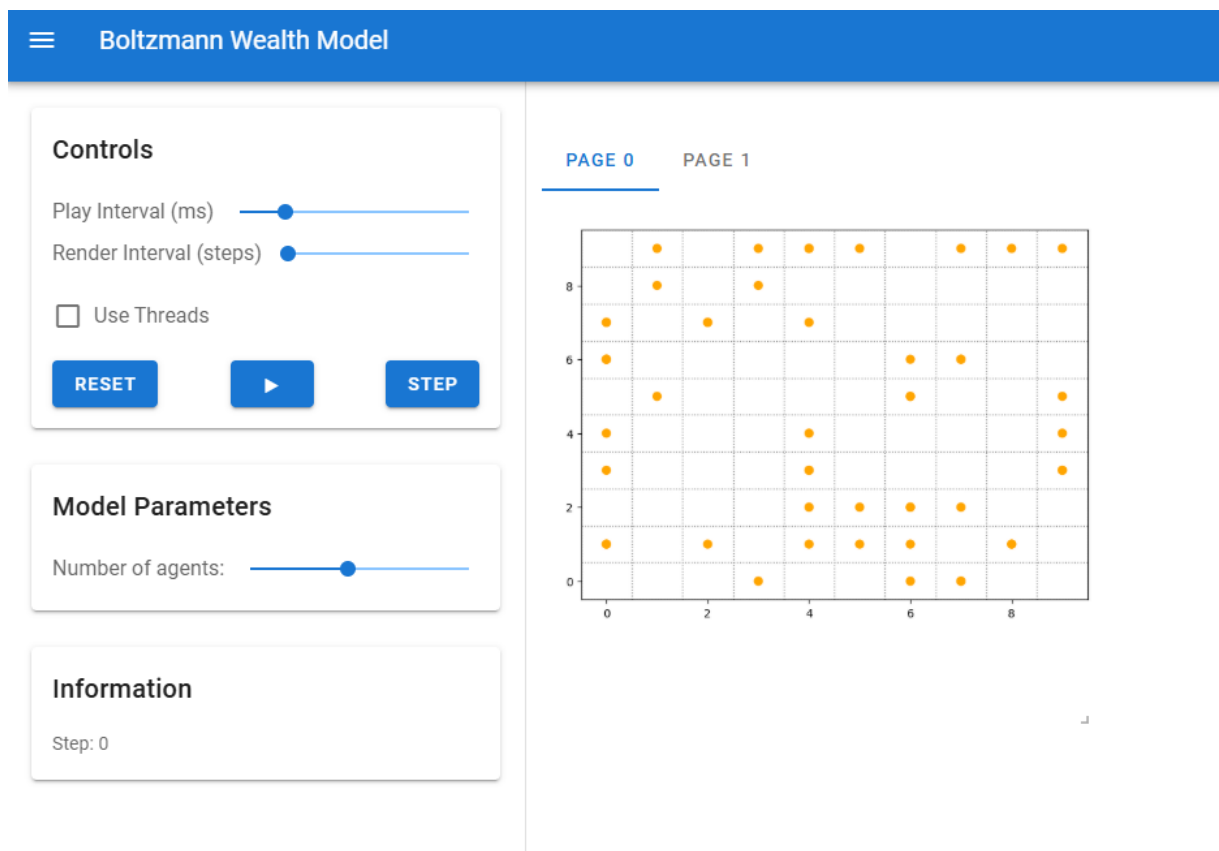 Boltzmann Wealth Model
Controls
Play Interval (ms)
Render Interval (steps)
Use Threads
RESET
STEP
Model Parameters
Number of agents:
Information
Step: 0
PAGE 0 PAGE 1
8
6
4
2
0
0 2 4 6 8